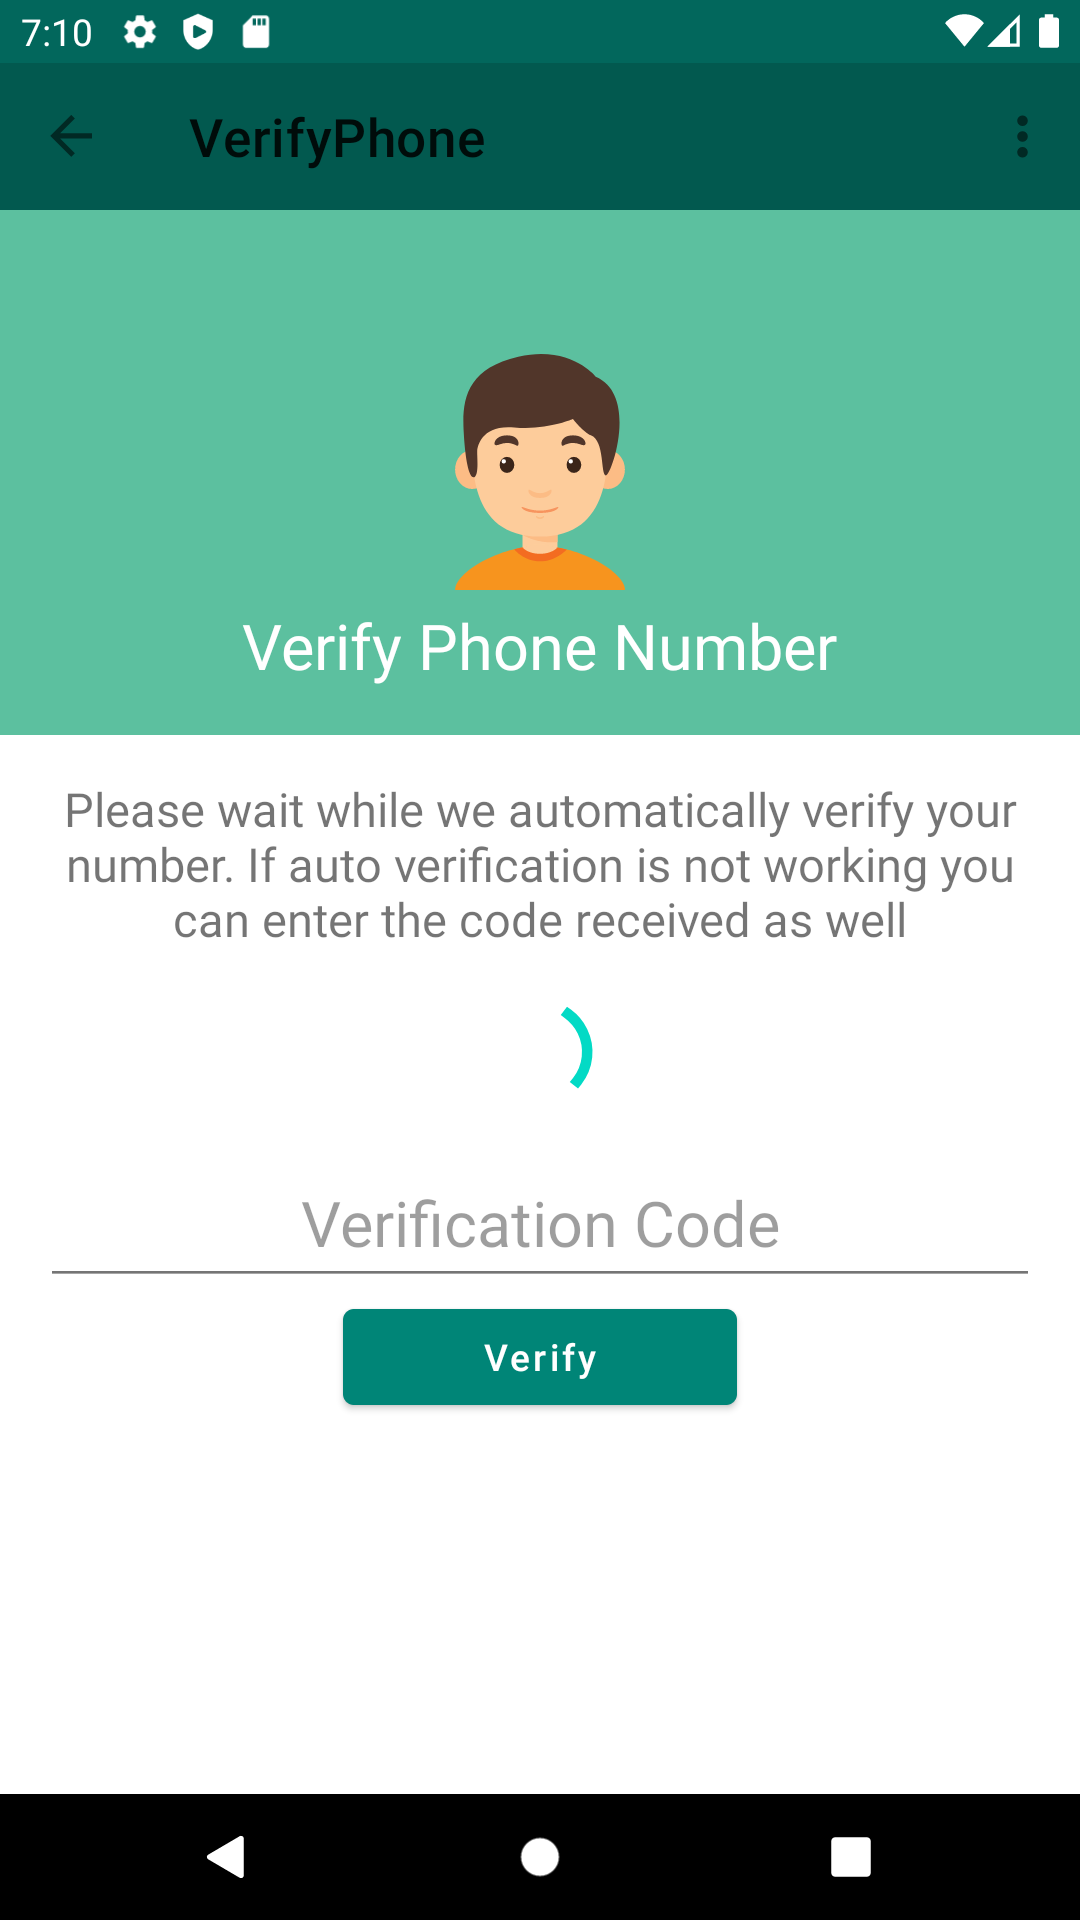 7:10
VerifyPhone
Verify Phone Number
Please wait while we automatically verify your
number. If auto verification is not working you
can enter the code received as well
Verification Code
Verify